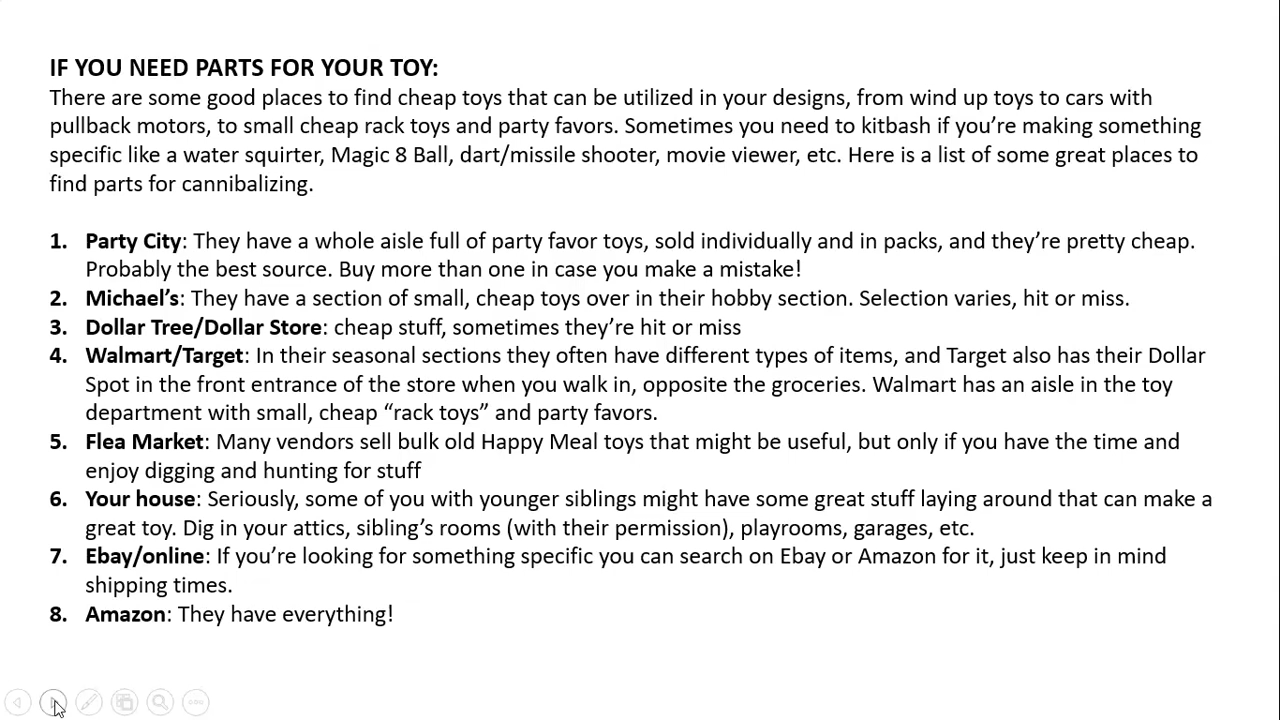 IF YOU NEED PARTS FOR YOUR TOY:
There are some good places to find cheap toys that can be utilized in your designs, from wind up toys to cars with
pullback motors, to small cheap rack toys and party favors. Sometimes you need to kitbash if you’re making something
specific like a water squirter, Magic 8 Ball, dart/missile shooter, movie viewer, etc. Here is a list of some great places to
find parts for cannibalizing.
1. Party City: They have a whole aisle full of party favor toys, sold individually and in packs, and they’re pretty cheap.
Probably the best source. Buy more than one in case you make a mistake!
2. Michael’s: They have a section of small, cheap toys over in their hobby section. Selection varies, hit or miss.
3. Dollar Tree/Dollar Store: cheap stuff, sometimes they’re hit or miss
4. Walmart/Target: In their seasonal sections they often have different types of items, and Target also has their Dollar
Spot in the front entrance of the store when you walk in, opposite the groceries. Walmart has an aisle in the toy
department with small, cheap “rack toys” and party favors.
5. Flea Market: Many vendors sell bulk old Happy Meal toys that might be useful, but only if you have the time and
enjoy digging and hunting for stuff
6. Your house: Seriously, some of you with younger siblings might have some great stuff laying around that can make a
great toy. Dig in your attics, sibling’s rooms (with their permission), playrooms, garages, etc.
7. Ebay/online: If you’re looking for something specific you can search on Ebay or Amazon for it, just keep in mind
shipping times.
8. Amazon: They have everything!